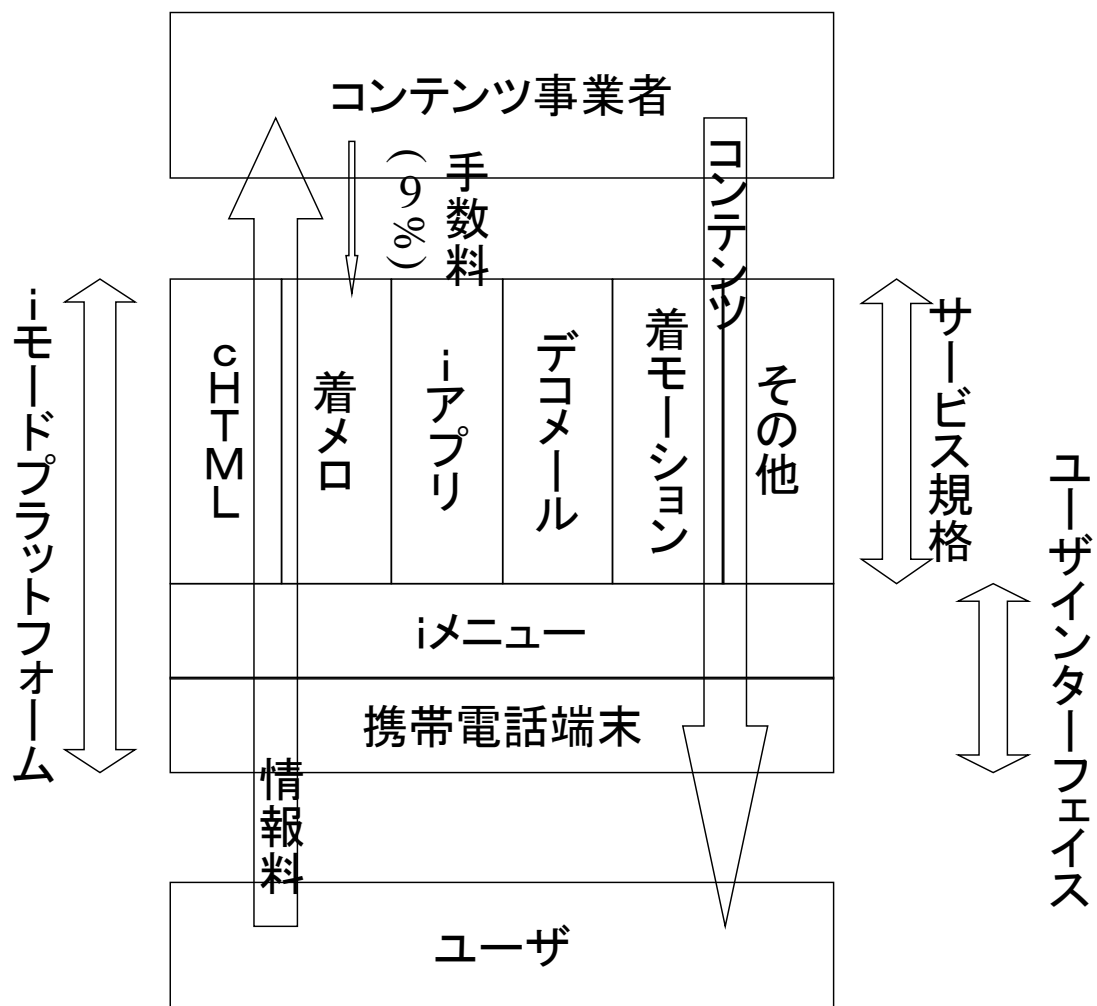 コンテンツ事業者
手数料
(9%)
コンテンツ
iモードプラットフォーム
cHTML
着メロ
iアプリ
デコメール
着モーション
その他
サービス規格
iメニュー
携帯電話端末
ユーザインターフェイス
情報料
ユーザ